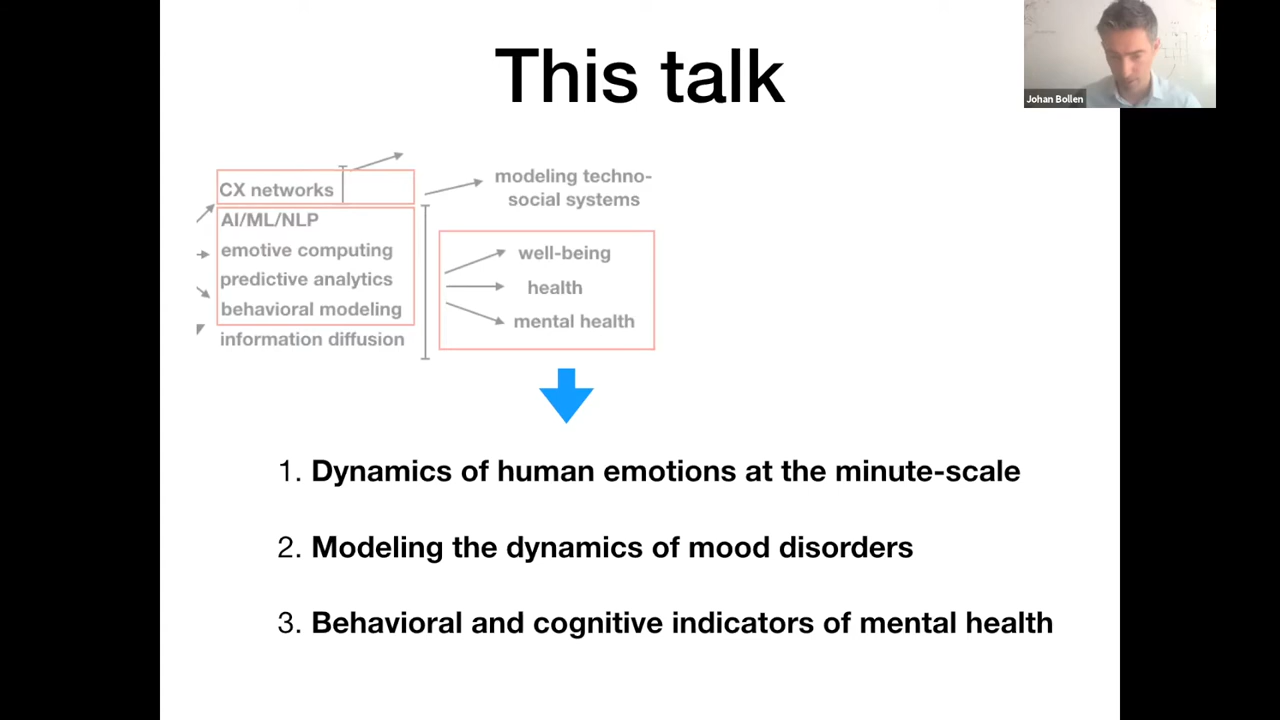 This talk
Johan Bollen
CX networks
AI/ML/NLP
emotive computing
predictive analytics
behavioral modeling
information diffusion
modeling techno-
social systems
well-being
health
mental health
1. Dynamics of human emotions at the minute-scale
2. Modeling the dynamics of mood disorders
3. Behavioral and cognitive indicators of mental health